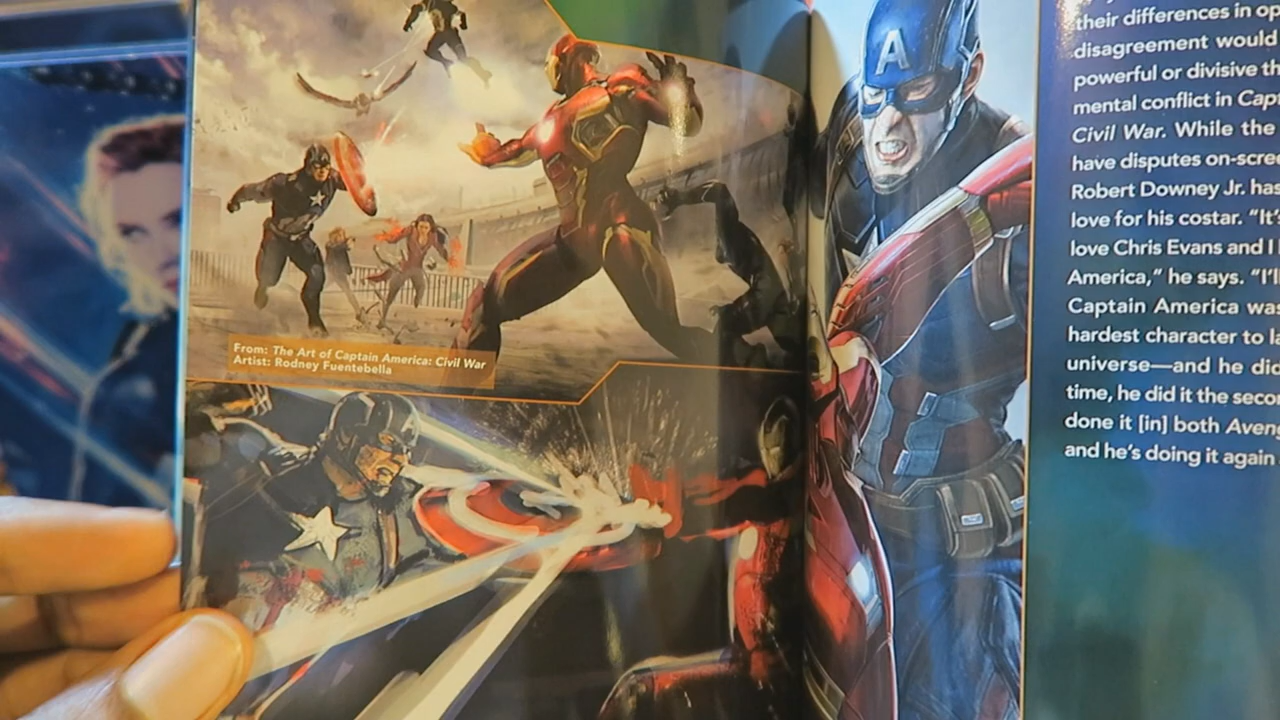 From: The Art of Captain America: Civil War
Artist: Rodney Fuentebella
A
their differences in op
disagreement would
powerful or divisive th
mental conflict in Capt
Civil War. While the
have disputes on-scree
Robert Downey Jr. has
love for his costar. “It’
love Chris Evans and I
America,” he says. “I’l
Captain America was
hardest character to la
universe—and he did
time, he did it the secon
done it [in] both Aveng
and he’s doing it again